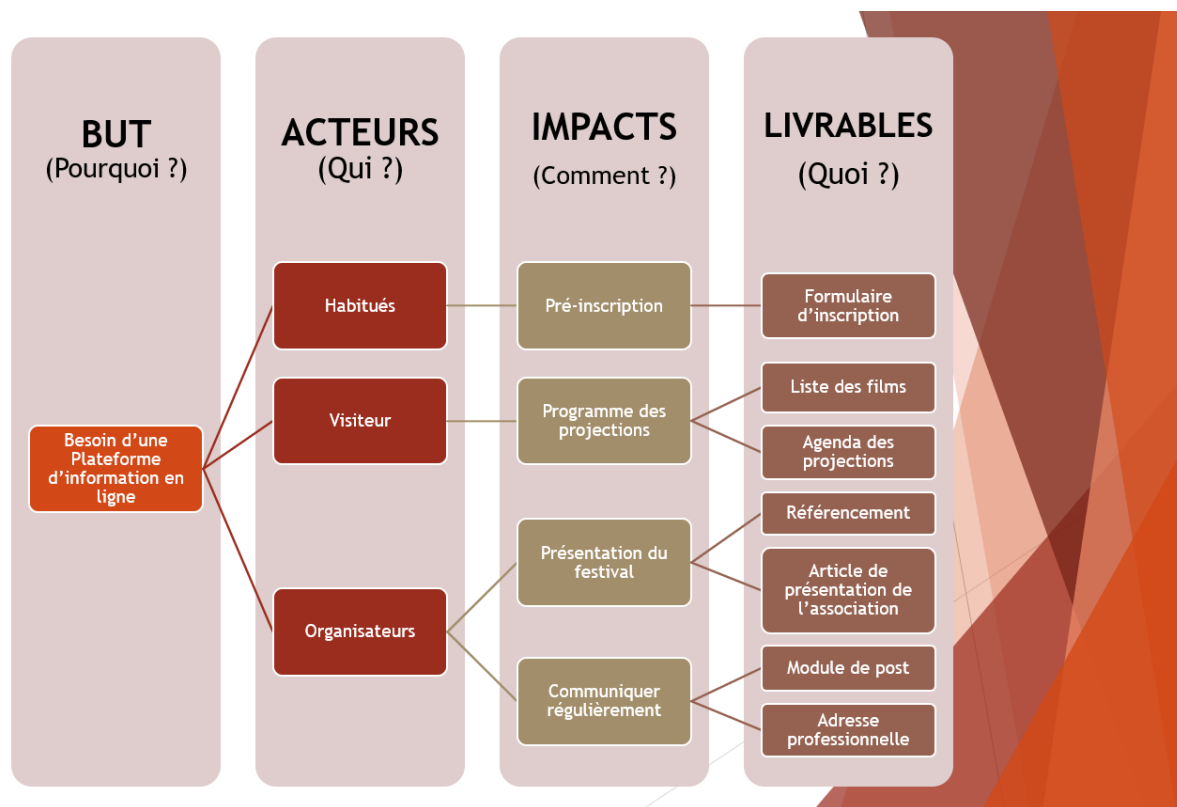 BUT
(Pourquoi ?)
ACTEURS
(Qui ?)
IMPACTS
(Comment ?)
LIVRABLES
(Quoi ?)
Besoin d’une
Plateforme
d’information en
ligne
Habitués
Visiteur
Organisateurs
Pré-inscription
Programme des
projections
Présentation du
festival
Communiquer
régulièrement
Formulaire
d’inscription
Liste des films
Agenda des
projections
Référencement
Article de
présentation de
l’association
Module de post
Adresse
professionnelle